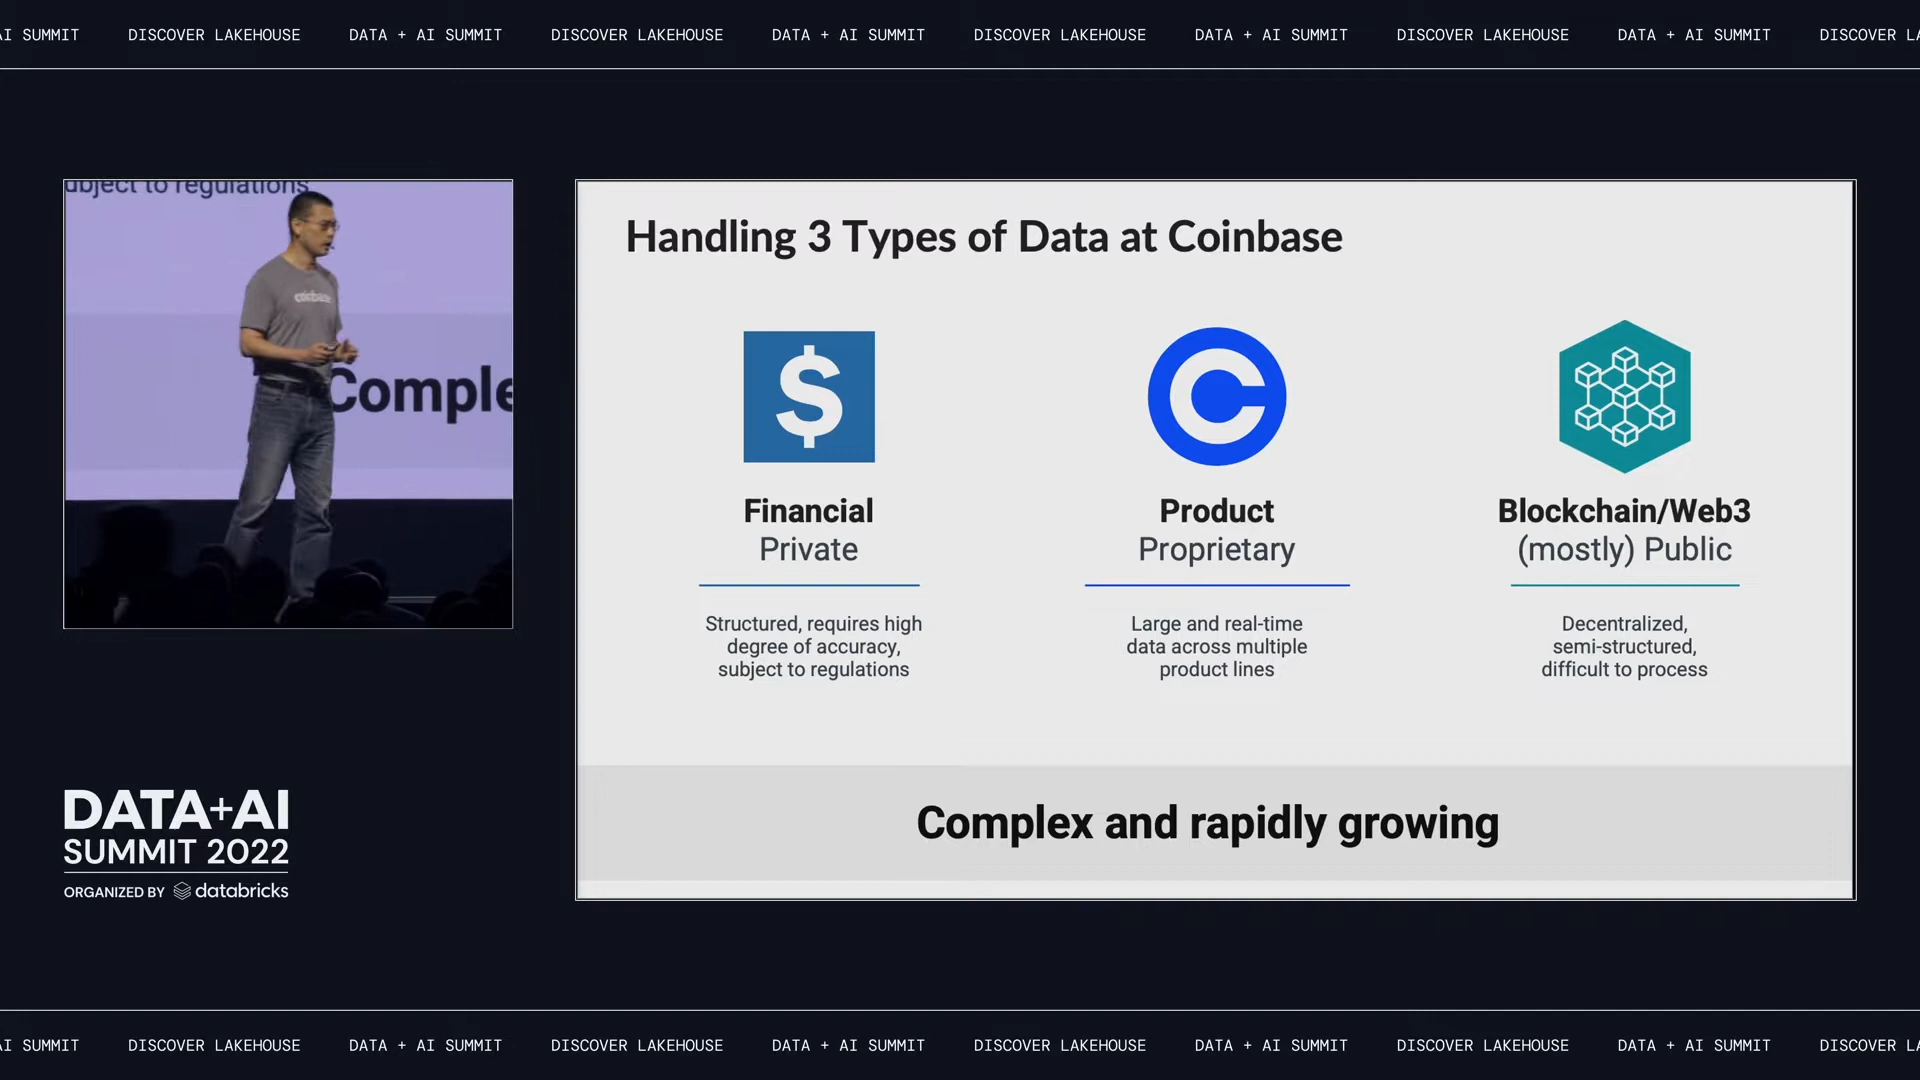 AI SUMMIT DISCOVER LAKEHOUSE DATA + AI SUMMIT DISCOVER LAKEHOUSE DATA + AI SUMMIT DISCOVER LAKEHOUSE DATA + AI SUMMIT DISCOVER LAKEHOUSE DATA + AI SUMMIT DISCOVER LA
ubject to regulations
coinbase
Comple
DATA+AI
SUMMIT 2022
ORGANIZED BY databricks
Handling 3 Types of Data at Coinbase
Financial
Private
Structured, requires high
degree of accuracy,
subject to regulations
Product
Proprietary
Large and real-time
data across multiple
product lines
Blockchain/Web3
(mostly) Public
Decentralized,
semi-structured,
difficult to process
Complex and rapidly growing
AI SUMMIT DISCOVER LAKEHOUSE DATA + AI SUMMIT DISCOVER LAKEHOUSE DATA + AI SUMMIT DISCOVER LAKEHOUSE DATA + AI SUMMIT DISCOVER LAKEHOUSE DATA + AI SUMMIT DISCOVER LA